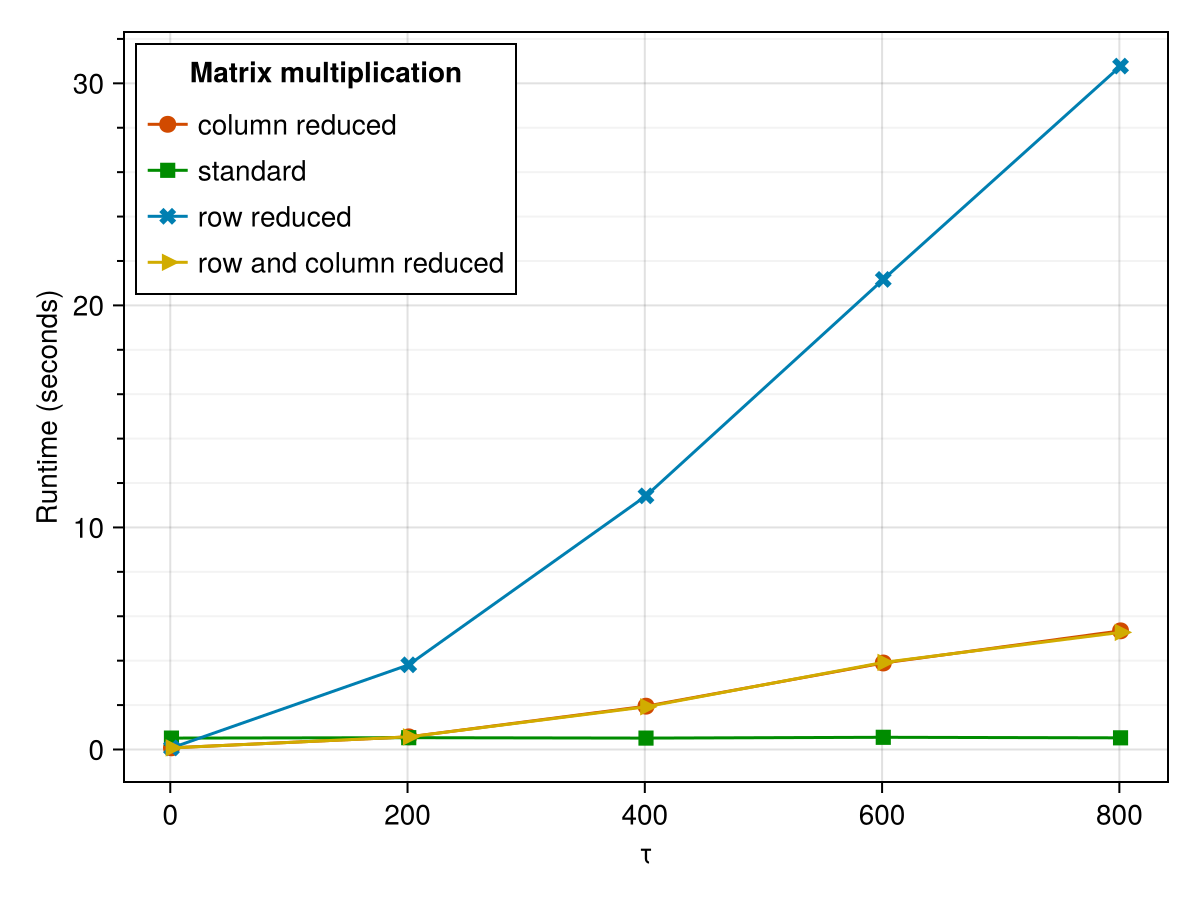 Matrix multiplication
column reduced
standard
row reduced
row and column reduced
Runtime (seconds)
30
20
10
0
0 200 400 600 800
τ